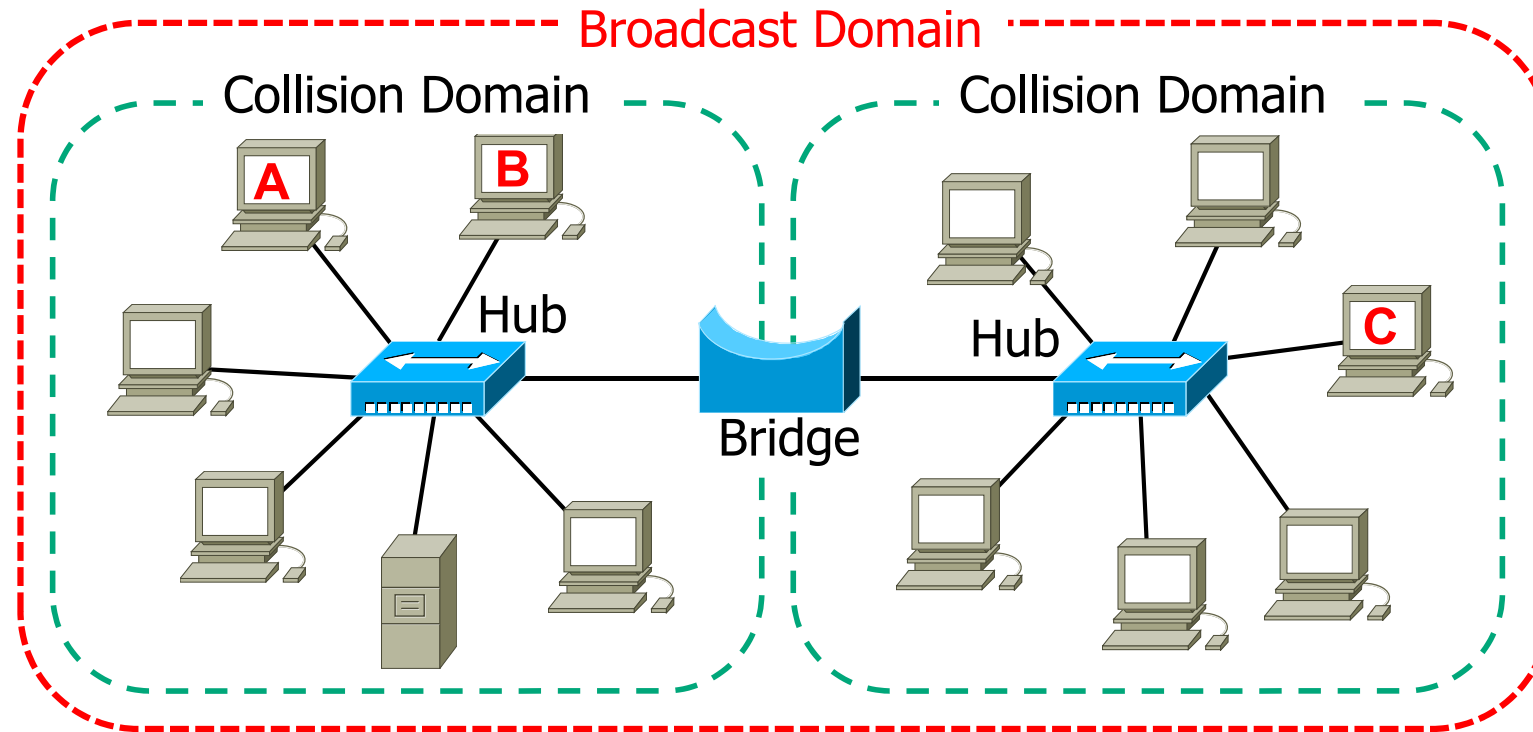 Broadcast Domain
Collision Domain
Collision Domain
A
B
Hub
Hub
C
Bridge